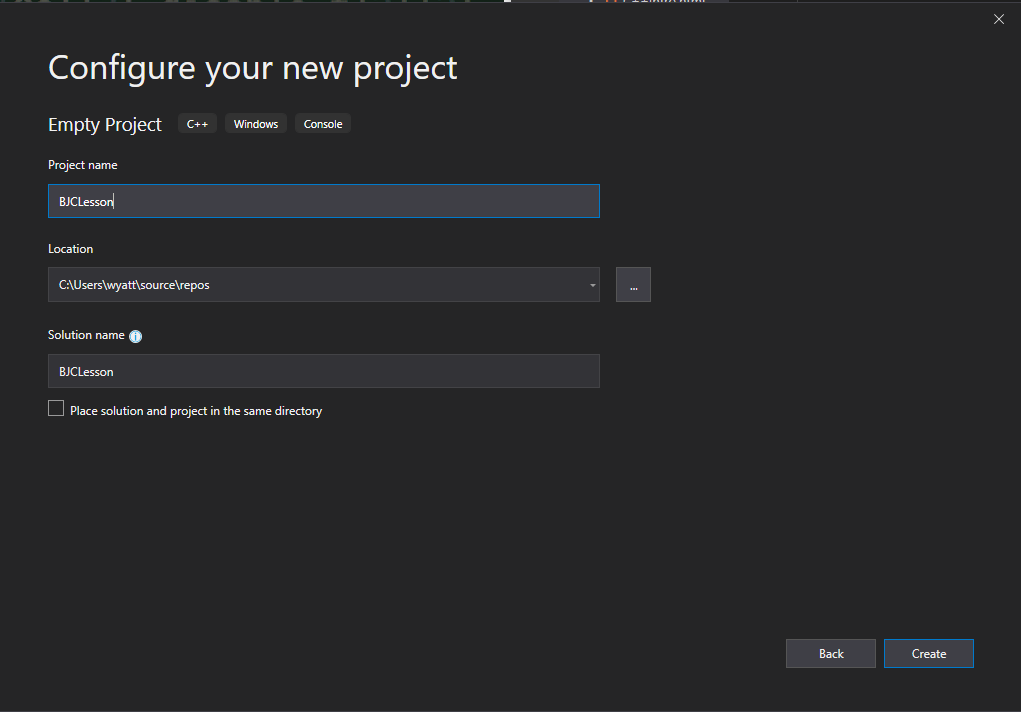 Configure your new project
Empty Project C++ Windows Console
Project name
BJCLesson
Location
C:\Users\wyatt\source\repos
...
Solution name
BJCLesson
Place solution and project in the same directory
Back Create